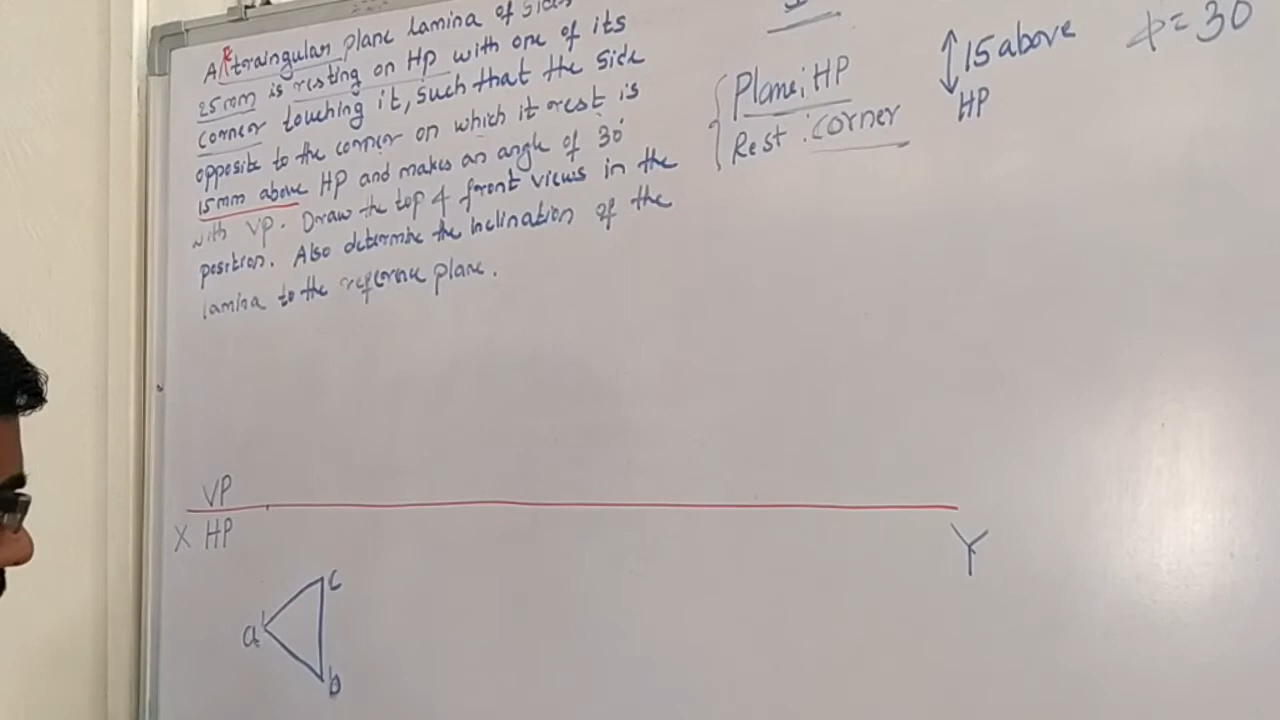 A traingular plane lamina of sides
25mm is resting on HP with one of its
corner touching it, such that the side
opposite to the corner on which it rest is
15mm above HP and makes an angle of 30°
with VP. Draw the top & front views in the
position. Also determine the inclination of the
lamina to the reference plane.
Plane: HP
Rest : corner
15 above
HP
φ = 30
VP
X HP
Y
c
a
b